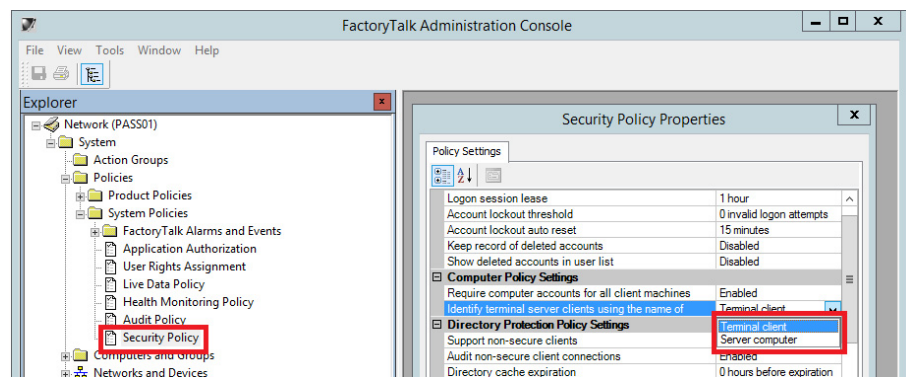 FactoryTalk Administration Console
File View Tools Window Help
Explorer
Network (PASS01)
System
Action Groups
Policies
Product Policies
System Policies
FactoryTalk Alarms and Events
Application Authorization
User Rights Assignment
Live Data Policy
Health Monitoring Policy
Audit Policy
Security Policy
Computers and Groups
Networks and Devices
Security Policy Properties
X
Policy Settings
Logon session lease 1 hour
Account lockout threshold 0 invalid logon attempts
Account lockout auto reset 15 minutes
Keep record of deleted accounts Disabled
Show deleted accounts in user list Disabled
Computer Policy Settings
Require computer accounts for all client machines Enabled
Identify terminal server clients using the name of Terminal client
Terminal client
Server computer
Directory Protection Policy Settings
Support non-secure clients
Audit non-secure client connections Enabled
Directory cache expiration 0 hours before expiration